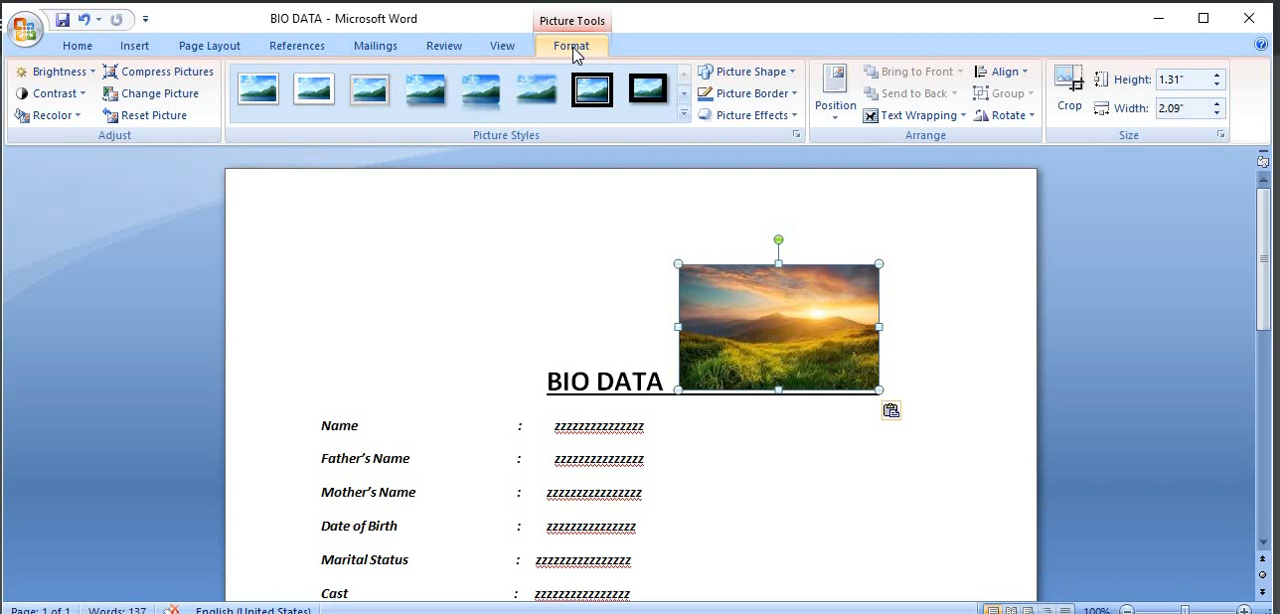 BIO DATA - Microsoft Word
Picture Tools
Home Insert Page Layout References Mailings Review View Format
Brightness Compress Pictures Picture Shape Bring to Front Align Height: 1.31"
Contrast Change Picture Picture Border Send to Back Group
Recolor Reset Picture Picture Effects Position Text Wrapping Rotate Crop Width: 2.09"
Adjust Picture Styles Arrange Size
BIO DATA
Name : zzzzzzzzzzzzzzz
Father's Name : zzzzzzzzzzzzzzz
Mother's Name : zzzzzzzzzzzzzzzz
Date of Birth : zzzzzzzzzzzzzzz
Marital Status : zzzzzzzzzzzzzzzz
Cast : zzzzzzzzzzzzzzzz
Page: 1 of 1 Words: 137 English (United States) 100%